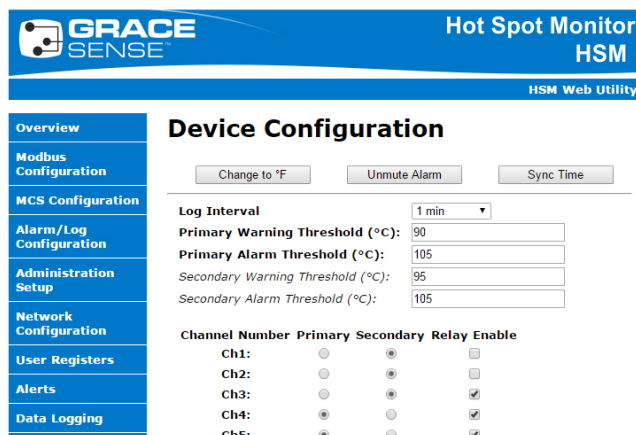 GRACE
SENSE™
Hot Spot Monitor
HSM
HSM Web Utility
Overview
Modbus
Configuration
MCS Configuration
Alarm/Log
Configuration
Administration
Setup
Network
Configuration
User Registers
Alerts
Data Logging
Device Configuration
Change to °F Unmute Alarm Sync Time
Log Interval 1 min
Primary Warning Threshold (°C): 90
Primary Alarm Threshold (°C): 105
Secondary Warning Threshold (°C): 95
Secondary Alarm Threshold (°C): 105
Channel Number Primary Secondary Relay Enable
Ch1:
Ch2:
Ch3:
Ch4:
Ch5: